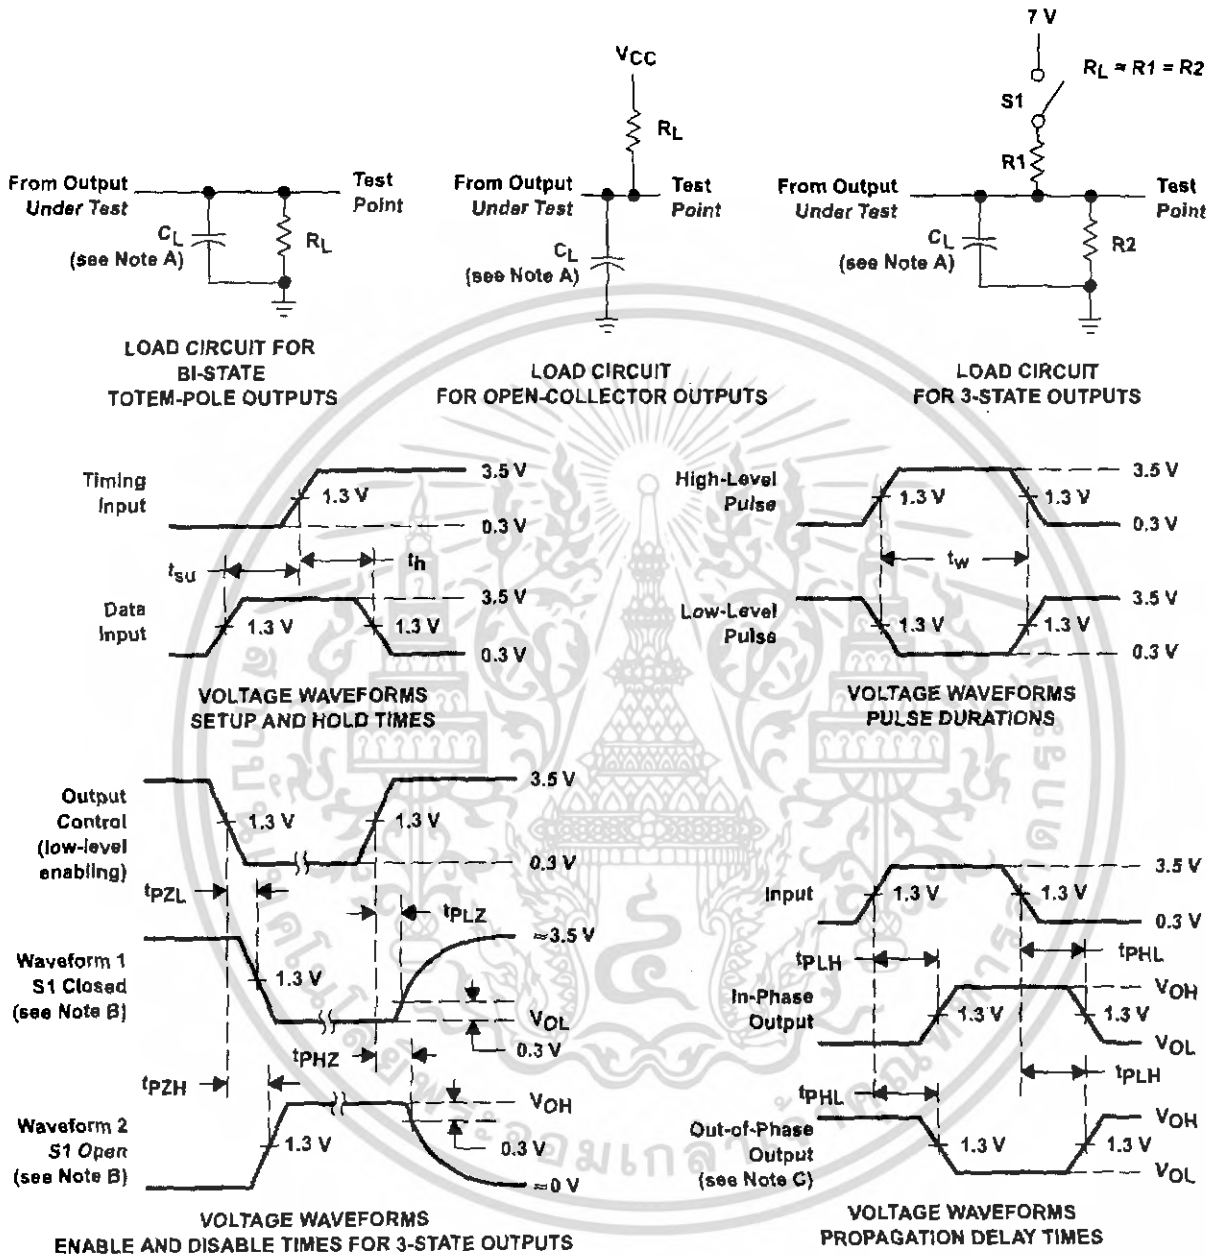 7 V
VCC
RL = R1 = R2
S1
RL
R1
From Output
Under Test
Test
Point
From Output
Under Test
Test
Point
From Output
Under Test
Test
Point
CL
(see Note A)
RL
CL
(see Note A)
CL
(see Note A)
R2
LOAD CIRCUIT FOR
BI-STATE
TOTEM-POLE OUTPUTS
LOAD CIRCUIT
FOR OPEN-COLLECTOR OUTPUTS
LOAD CIRCUIT
FOR 3-STATE OUTPUTS
Timing
Input
1.3 V
3.5 V
0.3 V
tsu
th
Data
Input
1.3 V
1.3 V
3.5 V
0.3 V
VOLTAGE WAVEFORMS
SETUP AND HOLD TIMES
High-Level
Pulse
1.3 V
1.3 V
3.5 V
0.3 V
tw
Low-Level
Pulse
1.3 V
1.3 V
3.5 V
0.3 V
VOLTAGE WAVEFORMS
PULSE DURATIONS
Output
Control
(low-level
enabling)
1.3 V
1.3 V
3.5 V
0.3 V
tPZL
tPLZ
Waveform 1
S1 Closed
(see Note B)
1.3 V
≈3.5 V
VOL
0.3 V
tPZH
tPHZ
Waveform 2
S1 Open
(see Note B)
1.3 V
VOH
0.3 V
≈0 V
VOLTAGE WAVEFORMS
ENABLE AND DISABLE TIMES FOR 3-STATE OUTPUTS
Input
1.3 V
1.3 V
3.5 V
0.3 V
tPLH
tPHL
In-Phase
Output
1.3 V
1.3 V
VOH
VOL
tPHL
tPLH
Out-of-Phase
Output
(see Note C)
1.3 V
1.3 V
VOH
VOL
VOLTAGE WAVEFORMS
PROPAGATION DELAY TIMES